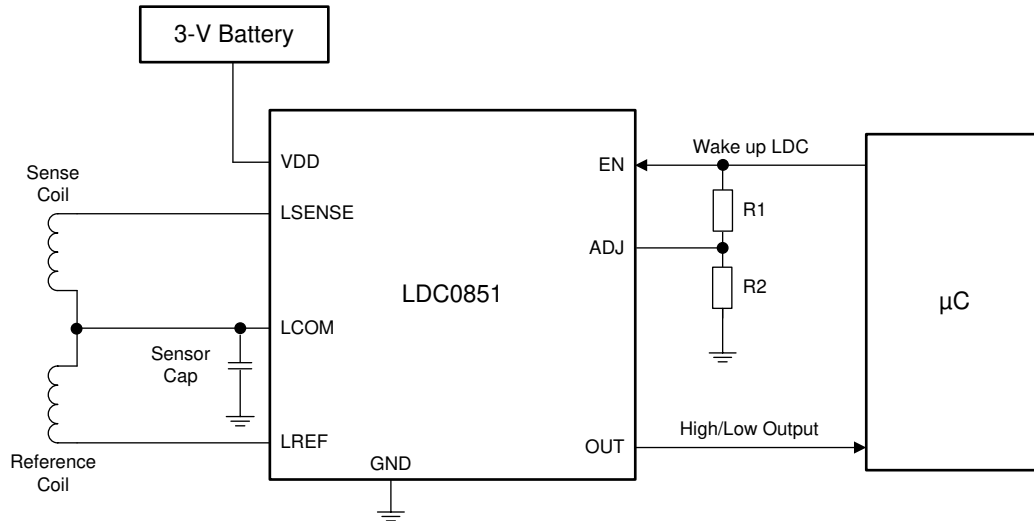 3-V Battery
VDD
EN
Wake up LDC
Sense
Coil
LSENSE
R1
ADJ
LDC0851
R2
µC
LCOM
Sensor
Cap
LREF
GND
OUT
High/Low Output
Reference
Coil